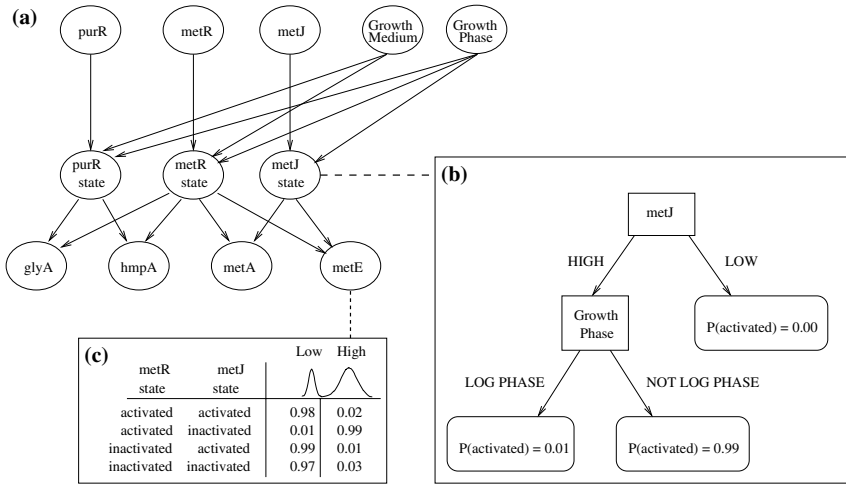 (a)
purR
metR
metJ
Growth
Medium
Growth
Phase
purR
state
metR
state
metJ
state
glyA
hmpA
metA
metE
(b)
metJ
HIGH
LOW
Growth
Phase
P(activated) = 0.00
LOG PHASE
NOT LOG PHASE
P(activated) = 0.01
P(activated) = 0.99
(c)
Low High
metR metJ
state state
activated activated 0.98 0.02
activated inactivated 0.01 0.99
inactivated activated 0.99 0.01
inactivated inactivated 0.97 0.03